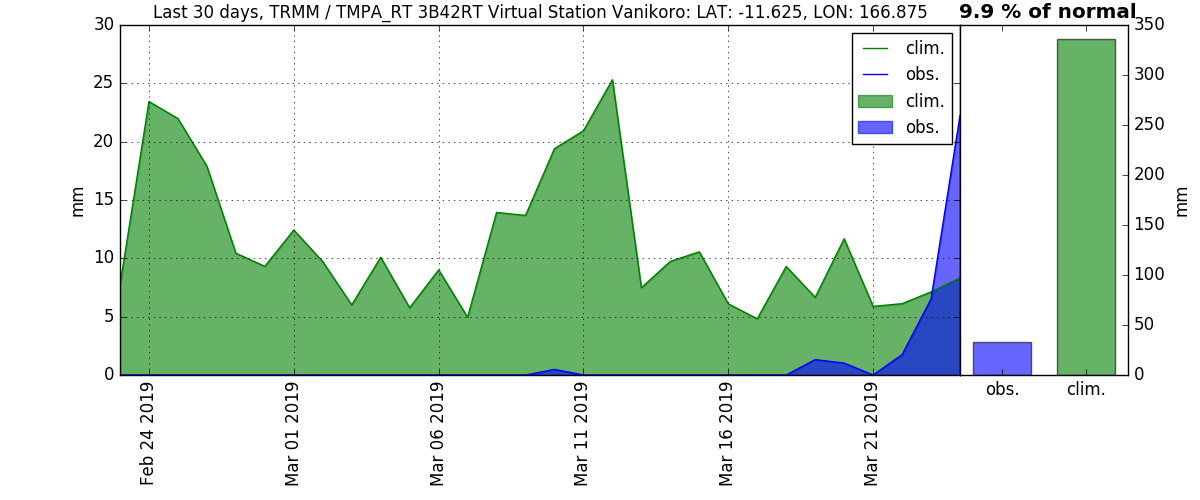 Last 30 days, TRMM / TMPA_RT 3B42RT Virtual Station Vanikoro: LAT: -11.625, LON: 166.875
9.9 % of normal
mm
30
25
20
15
10
5
0
clim.
obs.
clim.
obs.
Feb 24 2019
Mar 01 2019
Mar 06 2019
Mar 11 2019
Mar 16 2019
Mar 21 2019
350
300
250
200
150
100
50
0
mm
obs.
clim.